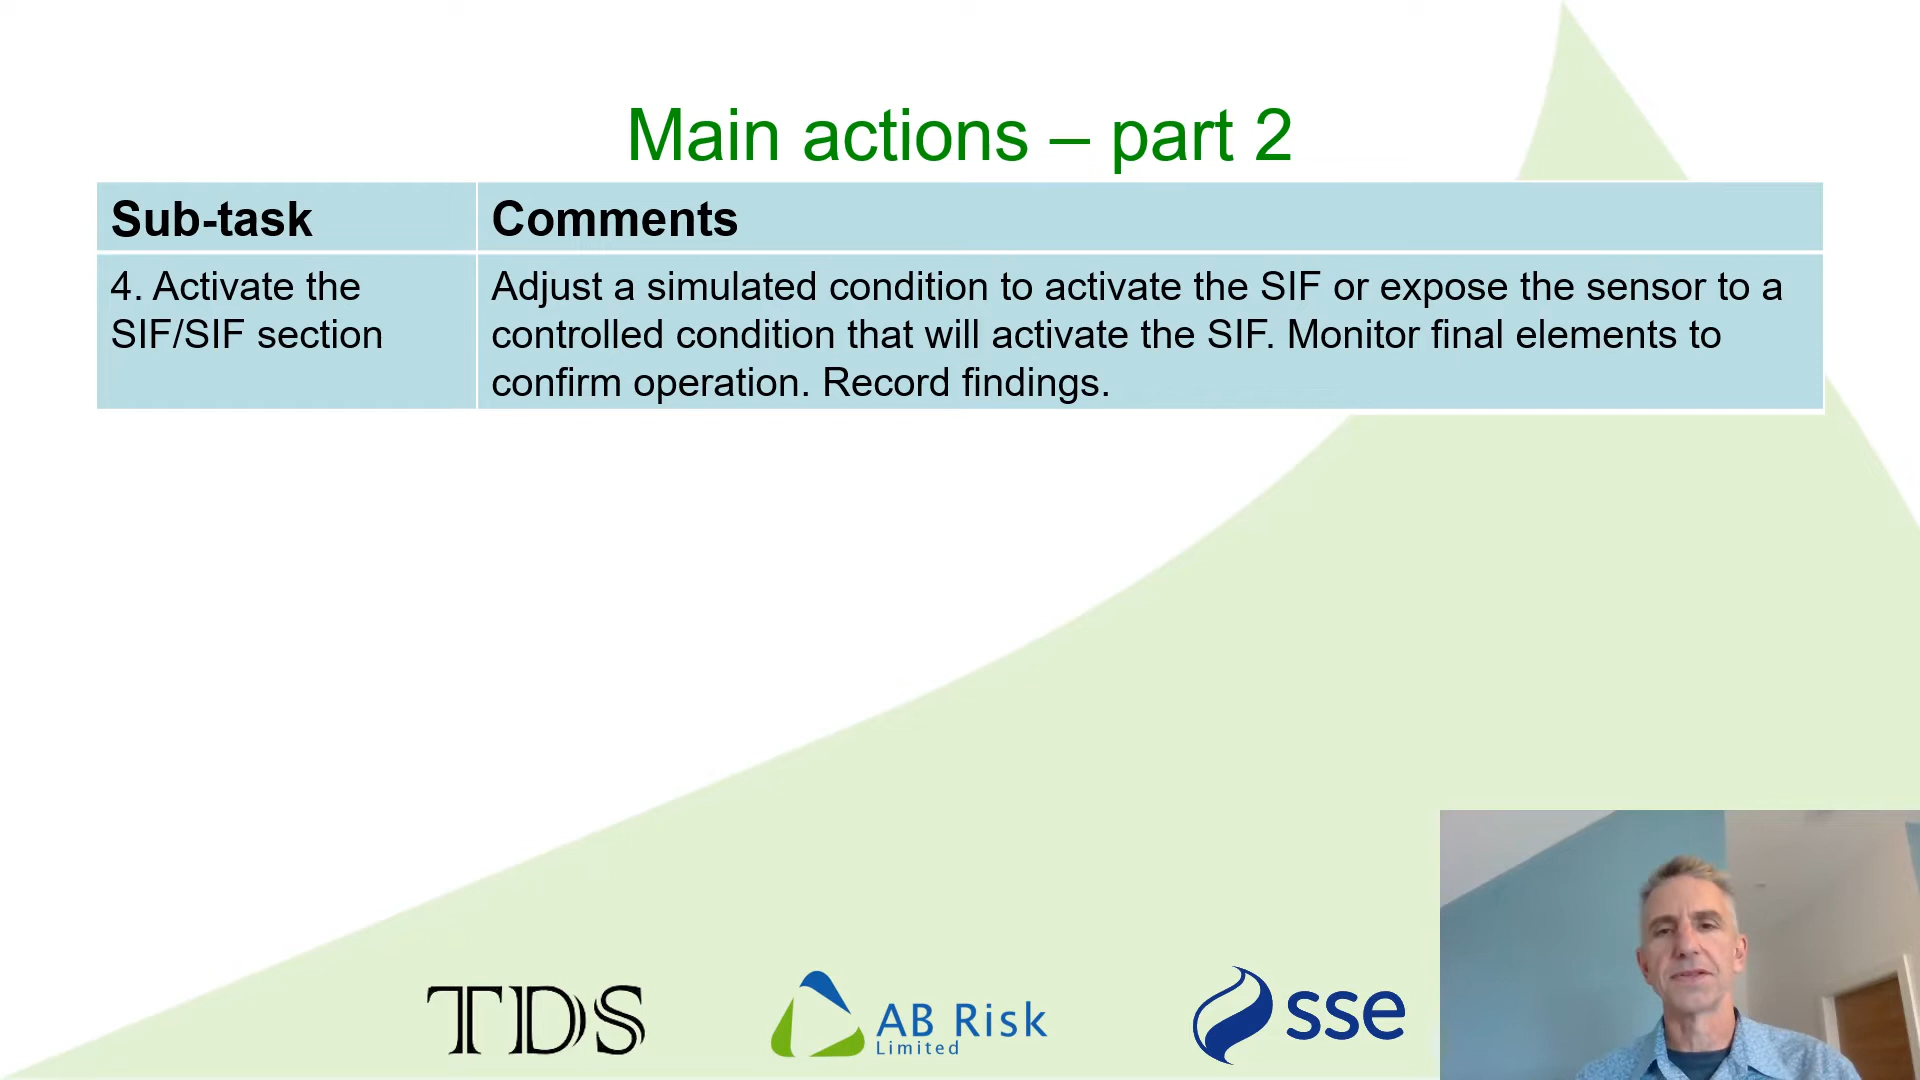 Main actions – part 2
Sub-task
Comments
4. Activate the
SIF/SIF section
Adjust a simulated condition to activate the SIF or expose the sensor to a
controlled condition that will activate the SIF. Monitor final elements to
confirm operation. Record findings.
TDS
AB Risk
Limited
sse